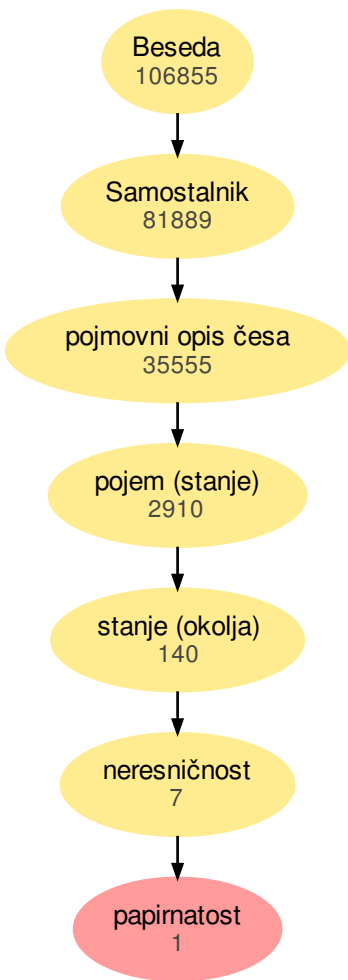 Beseda
106855
Samostalnik
81889
pojmovni opis česa
35555
pojem (stanje)
2910
stanje (okolja)
140
neresničnost
7
papirnatost
1